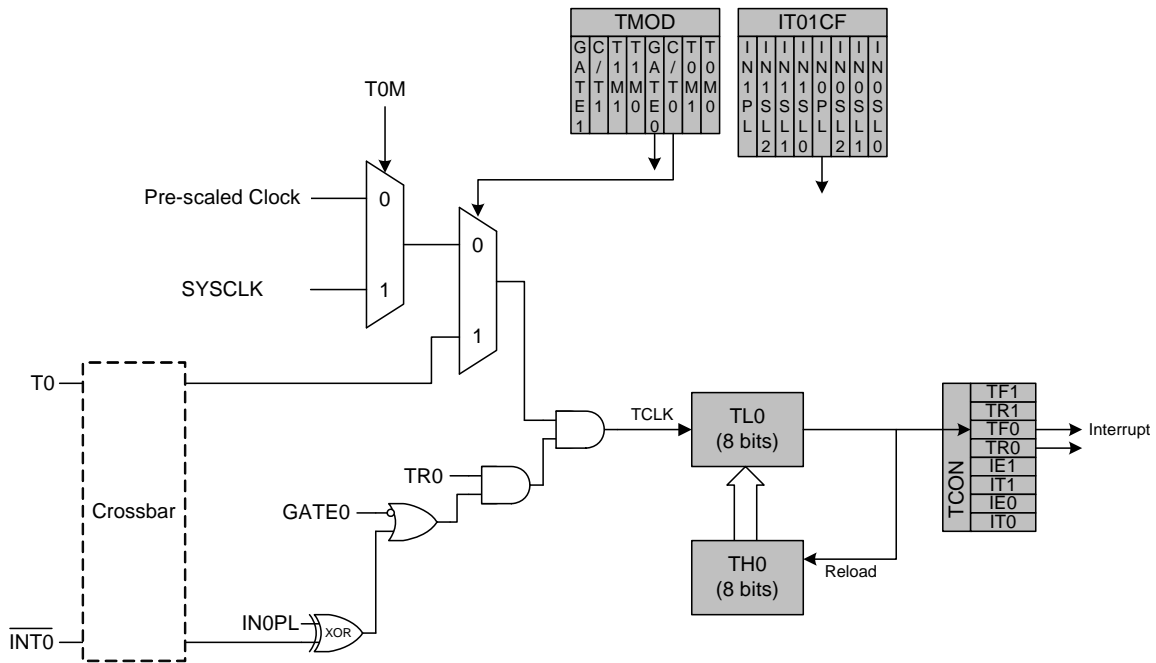 TMOD
GATE1
C/T1
T1M1
T1M0
GATE0
C/T0
T0M1
T0M0
IT01CF
IN1PL
IN1SL2
IN1SL1
IN1SL0
IN0PL
IN0SL2
IN0SL1
IN0SL0
T0M
Pre-scaled Clock
0
SYSCLK
1
0
1
T0
Crossbar
INT0
TR0
GATE0
IN0PL
XOR
TCLK
TL0
(8 bits)
TH0
(8 bits)
Reload
TCON
TF1
TR1
TF0
TR0
IE1
IT1
IE0
IT0
Interrupt